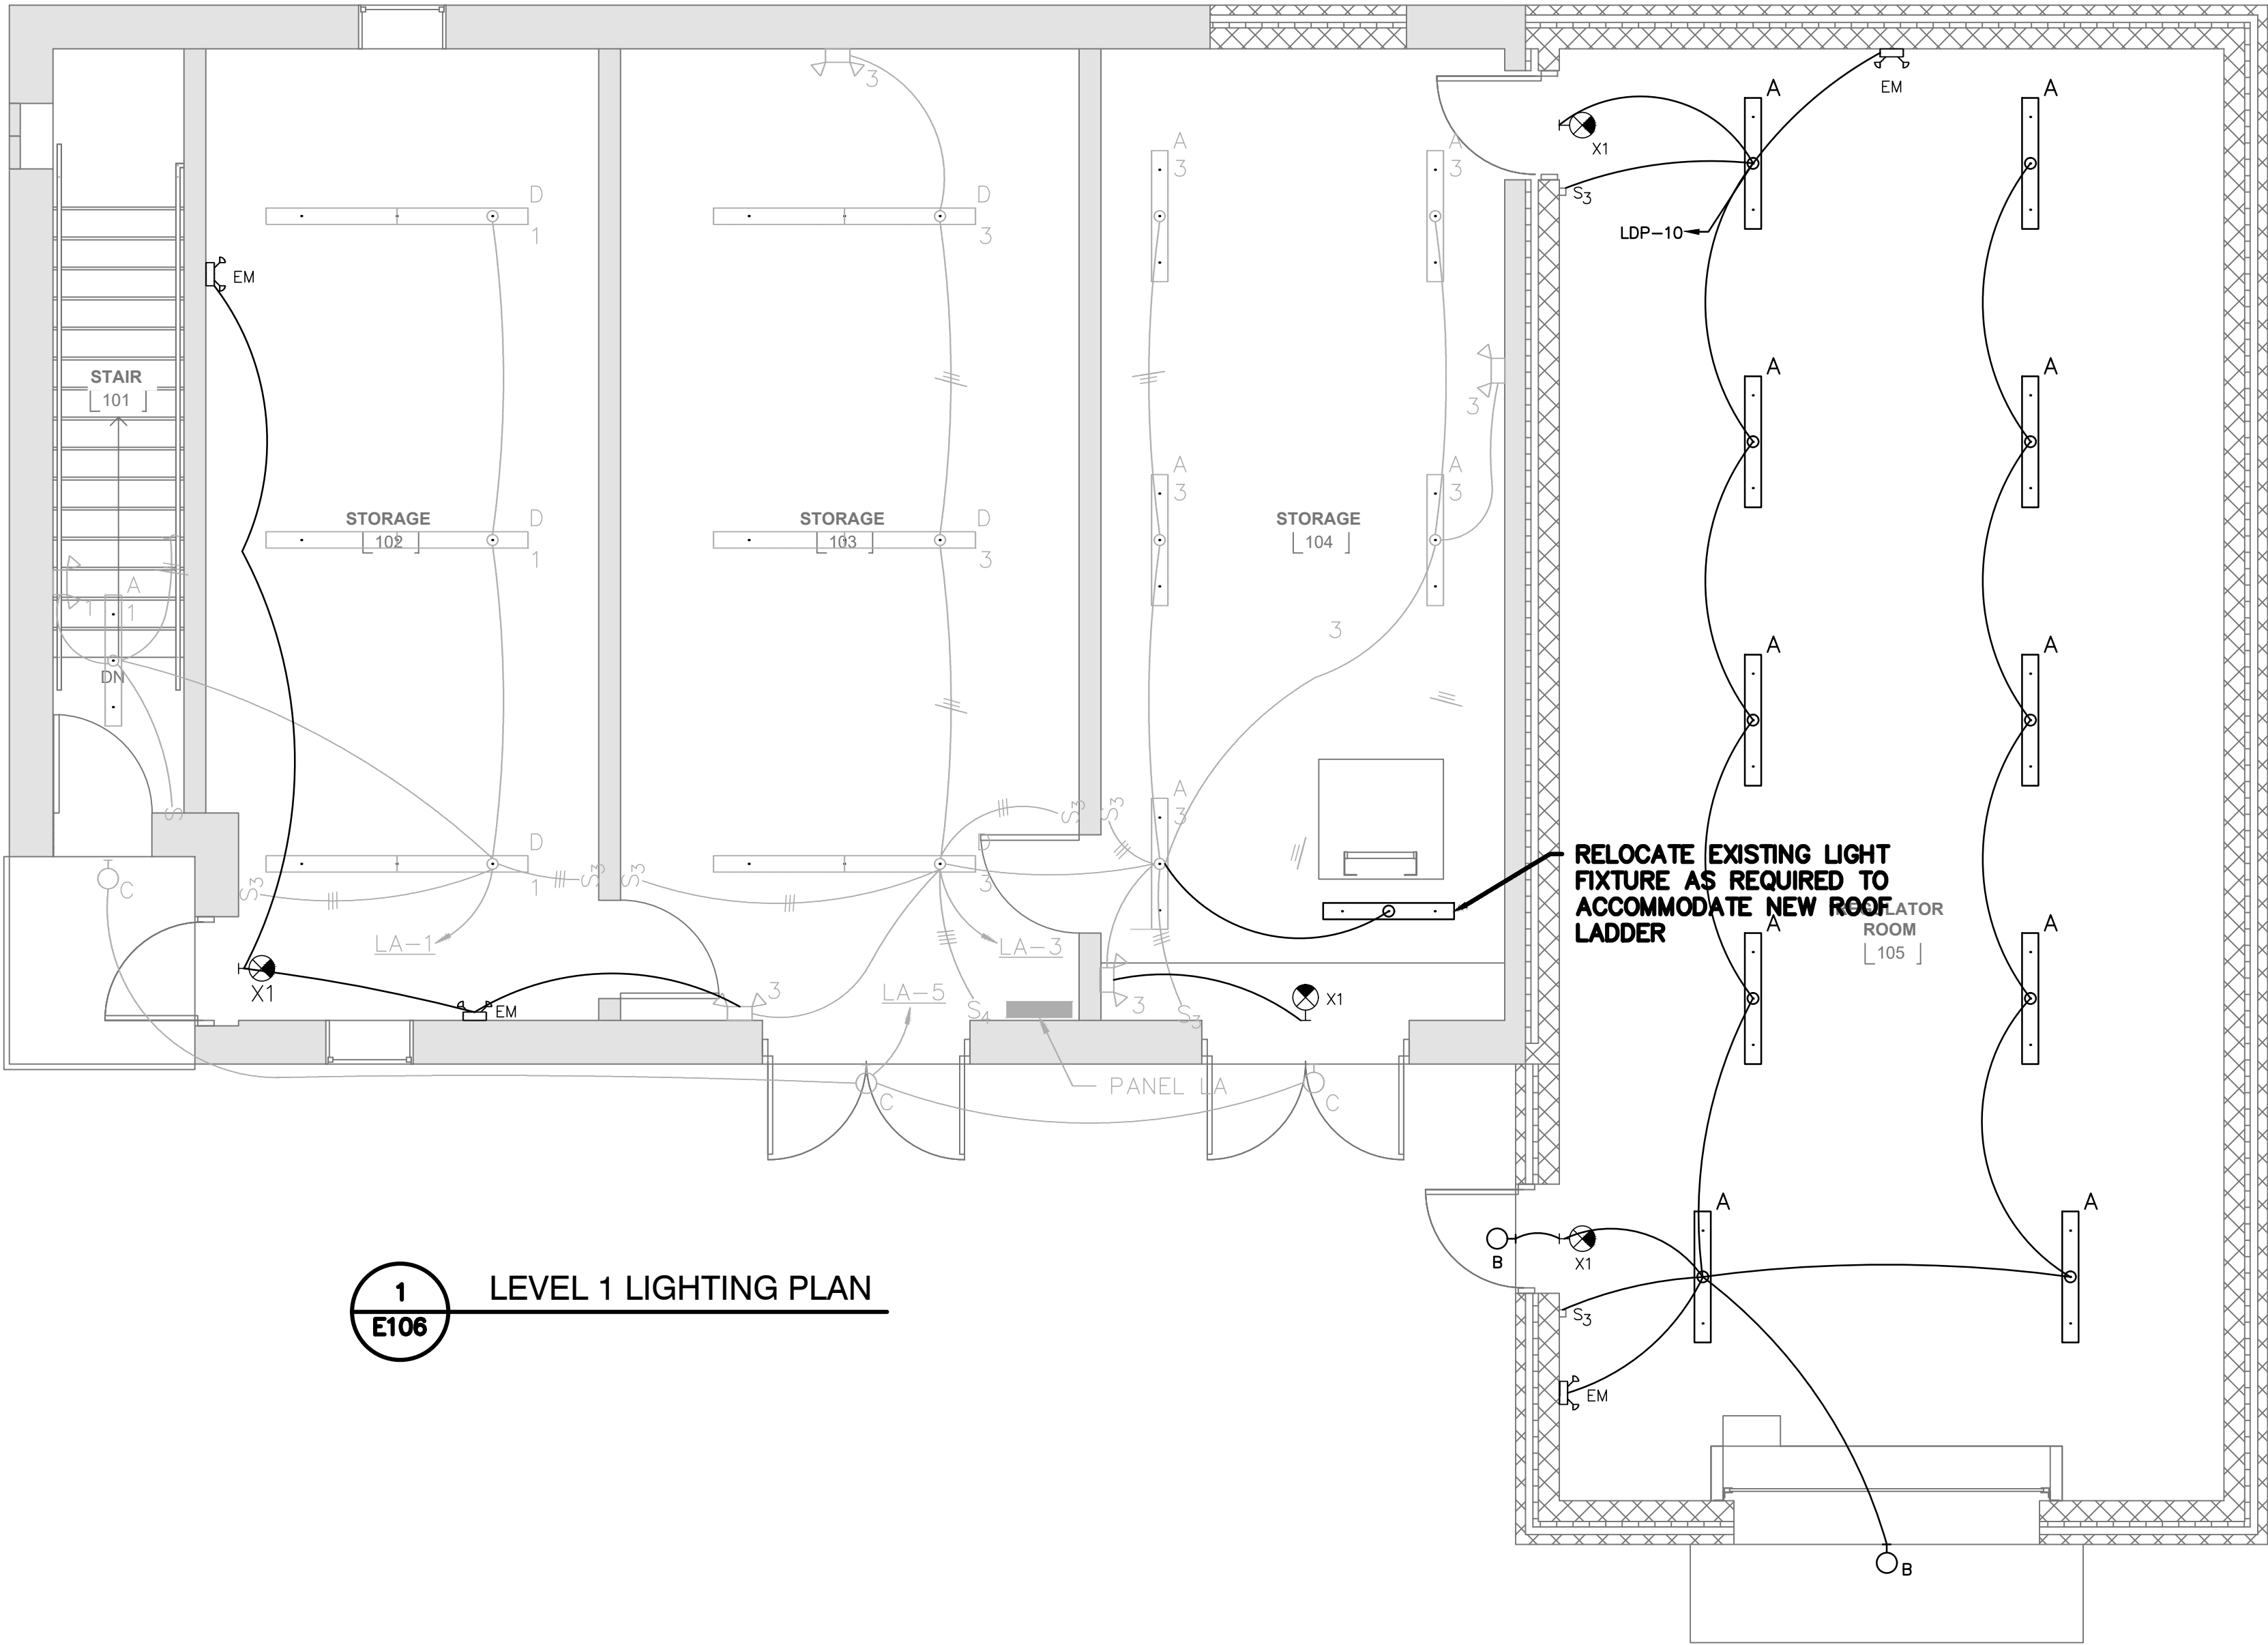 3
EM
A
A
X1
A
3
A
3
S3
LDP-10
D
1
D
3
EM
A
A
STAIR
101
3
A
3
A
3
D
1
D
3
STORAGE
102
STORAGE
103
STORAGE
104
A
1
1
3
A
A
DN
A
3
S
D
1
D
3
S3
S3
S3
S3
S3
C
RELOCATE EXISTING LIGHT
FIXTURE AS REQUIRED TO
ACCOMMODATE NEW ROOF
LADDER
REGULATOR
ROOM
105
A
A
LA-1
LA-3
X1
EM
3
LA-5
S4
3
S3
X1
PANEL LA
C
C
A
A
B
X1
S3
1
E106
LEVEL 1 LIGHTING PLAN
EM
B